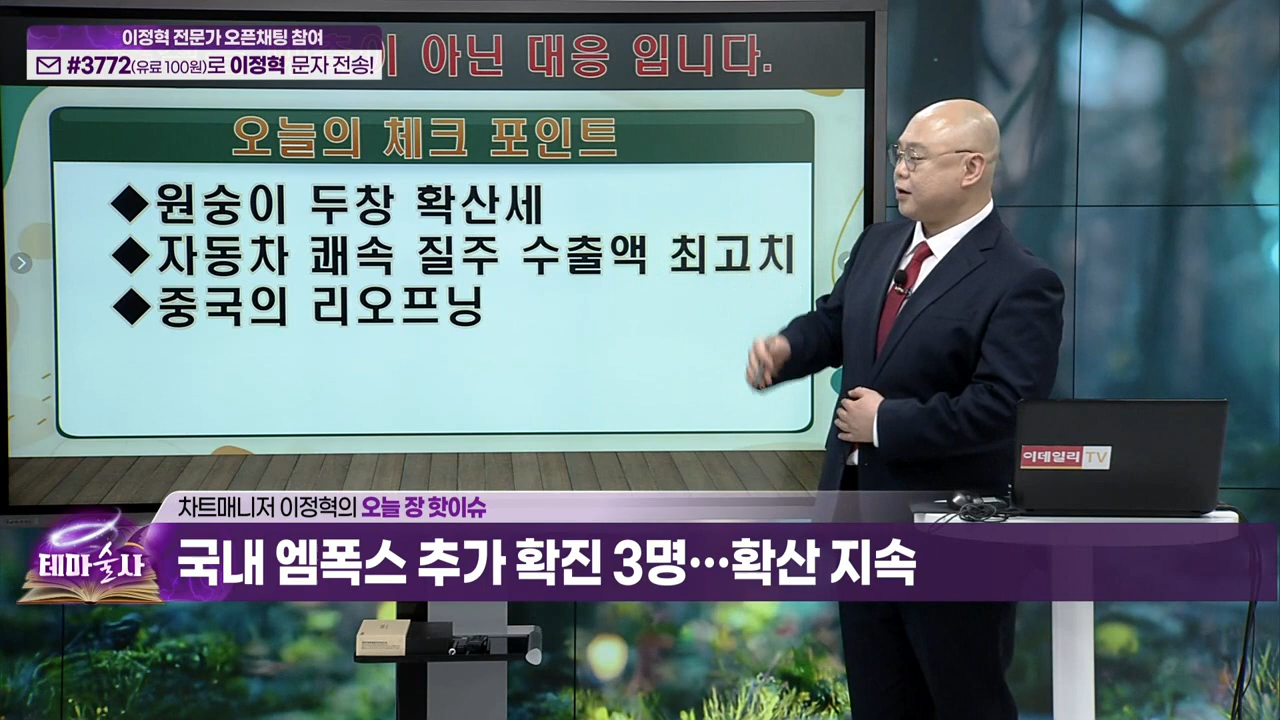 이정혁 전문가 오픈채팅 참여
#3772(유료 100원)로 이정혁 문자 전송!
아닌 대응 입니다.
오늘의 체크 포인트
◆원숭이 두창 확산세
◆자동차 쾌속 질주 수출액 최고치
◆중국의 리오프닝
이데일리 TV
차트매니저 이정혁의 오늘 장 핫이슈
테마술사
국내 엠폭스 추가 확진 3명…확산 지속